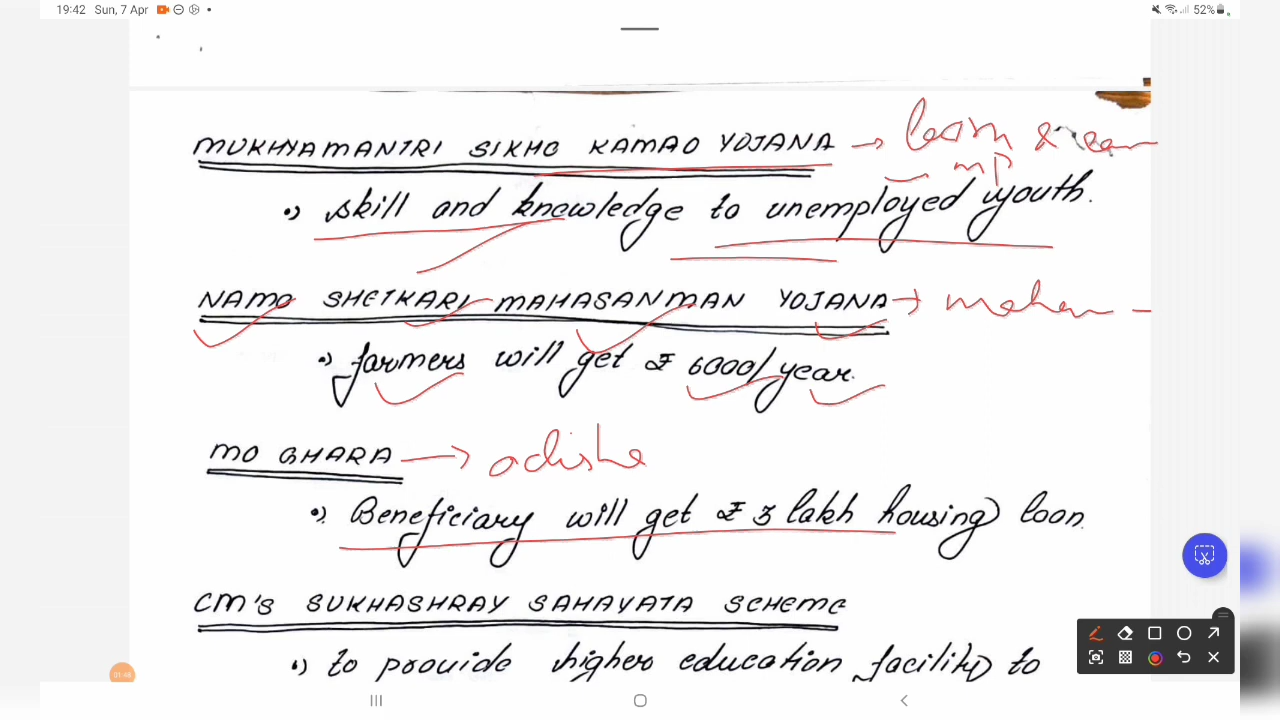 19:42 Sun, 7 Apr
52%
MUKHYAMANTRI SIKHO KAMAO YOJANA → learn & earn
mp
skill and knowledge to unemployed youth.
NAMO SHETKARI MAHASANMAN YOJANA →
farmers will get ₹ 6000/year.
MO GHARA → odisha
Beneficiary will get ₹ 3 lakh housing loan.
CM's SUKHASHRAY SAHAYATA SCHEME
to provide higher education facility to